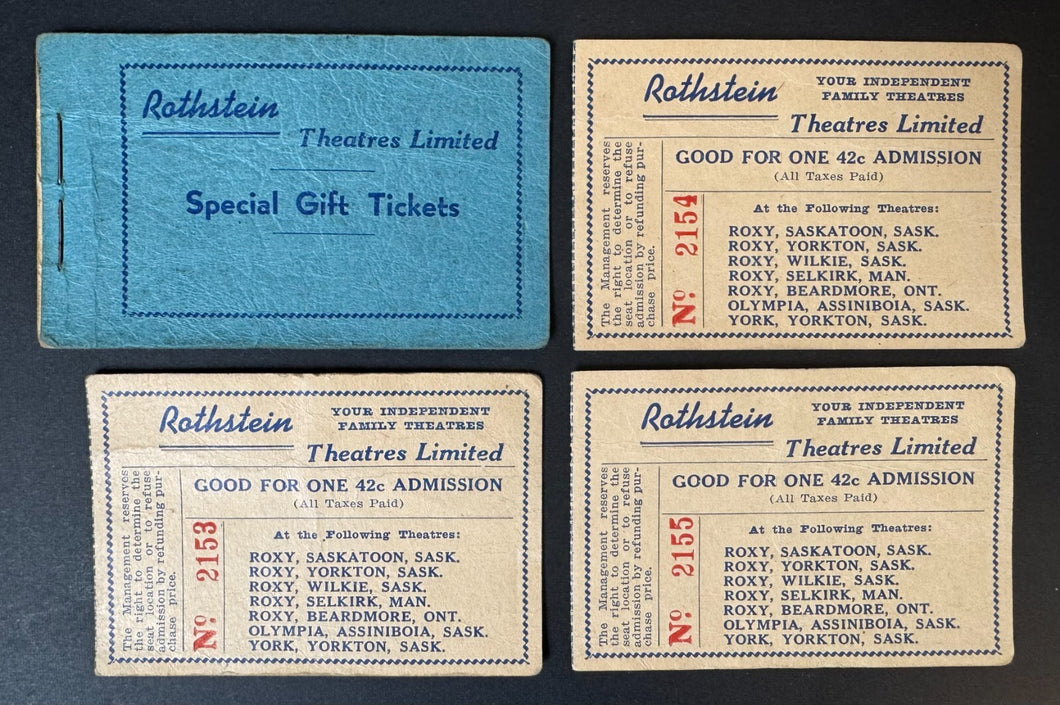 Rothstein
Theatres Limited
Special Gift Tickets
Rothstein
YOUR INDEPENDENT
FAMILY THEATRES
Theatres Limited
The Management reserves
the right to determine the
seat location or to refuse
admission by refunding pur-
chase price.
Nº 2154
GOOD FOR ONE 42c ADMISSION
(All Taxes Paid)
At the Following Theatres:
ROXY, SASKATOON, SASK.
ROXY, YORKTON, SASK.
ROXY, WILKIE, SASK.
ROXY, SELKIRK, MAN.
ROXY, BEARDMORE, ONT.
OLYMPIA, ASSINIBOIA, SASK.
YORK, YORKTON, SASK.
Rothstein
YOUR INDEPENDENT
FAMILY THEATRES
Theatres Limited
The Management reserves
the right to determine the
seat location or to refuse
admission by refunding pur-
chase price.
Nº 2153
GOOD FOR ONE 42c ADMISSION
(All Taxes Paid)
At the Following Theatres:
ROXY, SASKATOON, SASK.
ROXY, YORKTON, SASK.
ROXY, WILKIE, SASK.
ROXY, SELKIRK, MAN.
ROXY, BEARDMORE, ONT.
OLYMPIA, ASSINIBOIA, SASK.
YORK, YORKTON, SASK.
Rothstein
YOUR INDEPENDENT
FAMILY THEATRES
Theatres Limited
The Management reserves
the right to determine the
seat location or to refuse
admission by refunding pur-
chase price.
Nº 2155
GOOD FOR ONE 42c ADMISSION
(All Taxes Paid)
At the Following Theatres:
ROXY, SASKATOON, SASK.
ROXY, YORKTON, SASK.
ROXY, WILKIE, SASK.
ROXY, SELKIRK, MAN.
ROXY, BEARDMORE, ONT.
OLYMPIA, ASSINIBOIA, SASK.
YORK, YORKTON, SASK.